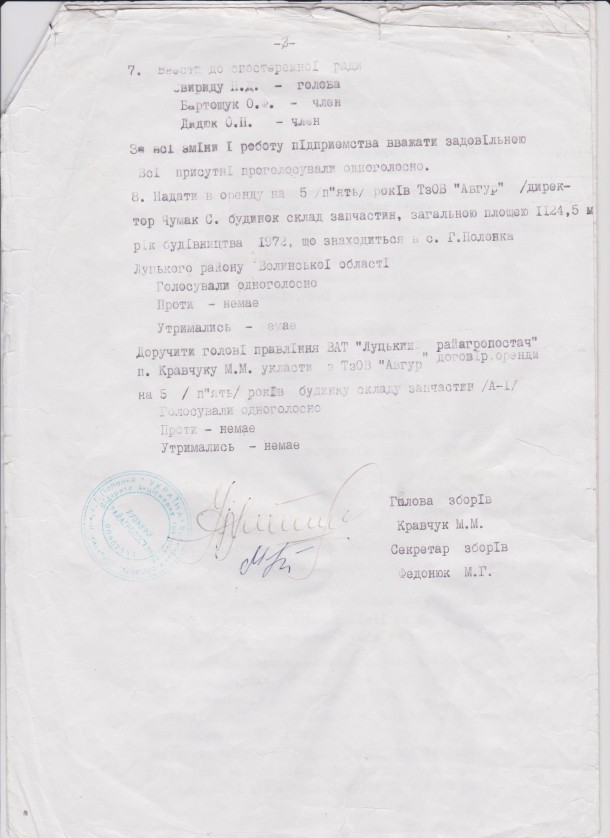 -3-
7. Ввести до спостережної ради
Свириду П.Д. - голова
Бартощук О.Ф. - член
Дидюк О.Н. - член
За всі зміни і роботу підприемства вважати задовільною
Всі присутні проголосували одноголосно.
8. Надати в оренду на 5 /п"ять/ років ТзОВ "Авгур" /дирек-
тор Чумак С. будинок склад запчастин, загальною площею 1124,5 м
рік будівництва 1972, що знаходиться в с. Г.Полонка
Луцького району Волинської області
Голосували одноголосно
Проти - немає
Утримались - емає
Доручити голові правління ВАТ "Луцький райагропостач"
п. Кравчуку М.М. укласти з ТзОВ "Авгур" договір оренди
на 5 / п"ять/ років будинку складу запчастин /А-1/
Голосували одноголосно
Проти - немає
Утримались - немає
Голова зборів
Кравчук М.М.
Секретар зборів
Федонюк М.Г.